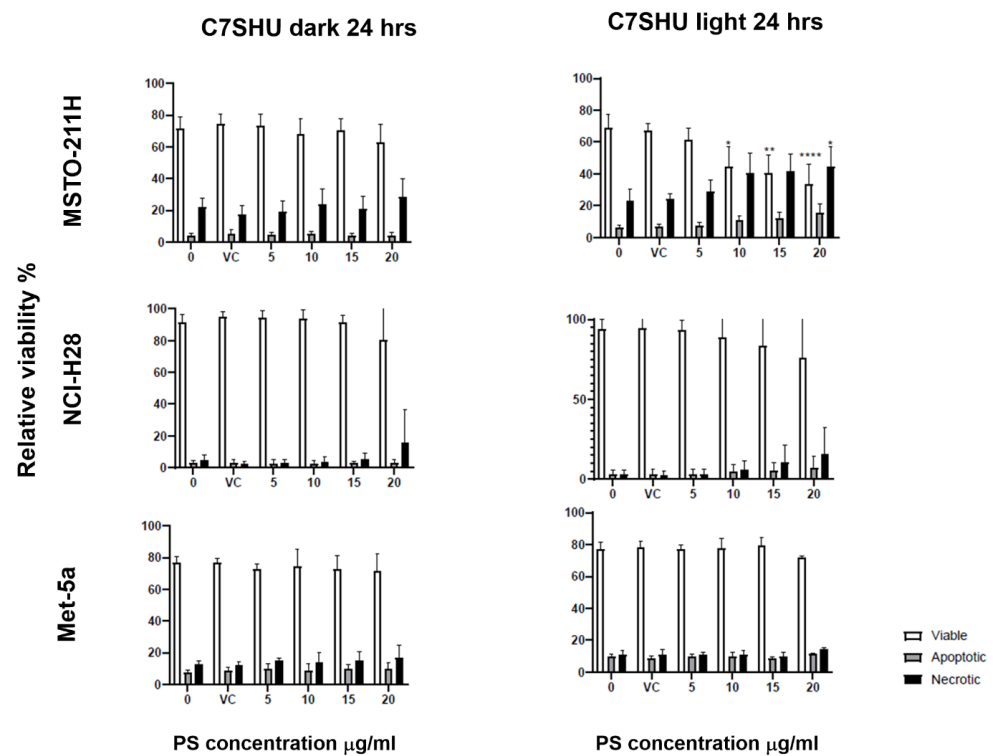 C7SHU dark 24 hrs
C7SHU light 24 hrs
Relative viability %
MSTO-211H
100
80
60
40
20
0
0 VC 5 10 15 20
100
80
60
40
20
0
* ** **** *
0 VC 5 10 15 20
NCI-H28
100
80
60
40
20
0
0 VC 5 10 15 20
100
50
0
0 VC 5 10 15 20
Met-5a
100
80
60
40
20
0
0 VC 5 10 15 20
100
80
60
40
20
0
0 VC 5 10 15 20
Viable
Apoptotic
Necrotic
PS concentration μg/ml
PS concentration μg/ml